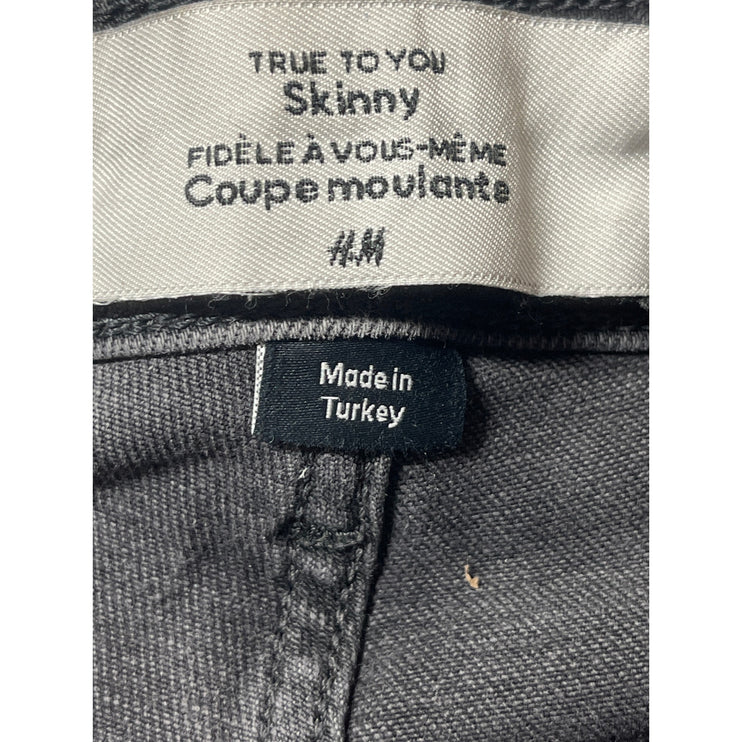 TRUE TO YOU
Skinny
FIDÈLE À VOUS-MÊME
Coupe moulante
H&M
Made in
Turkey